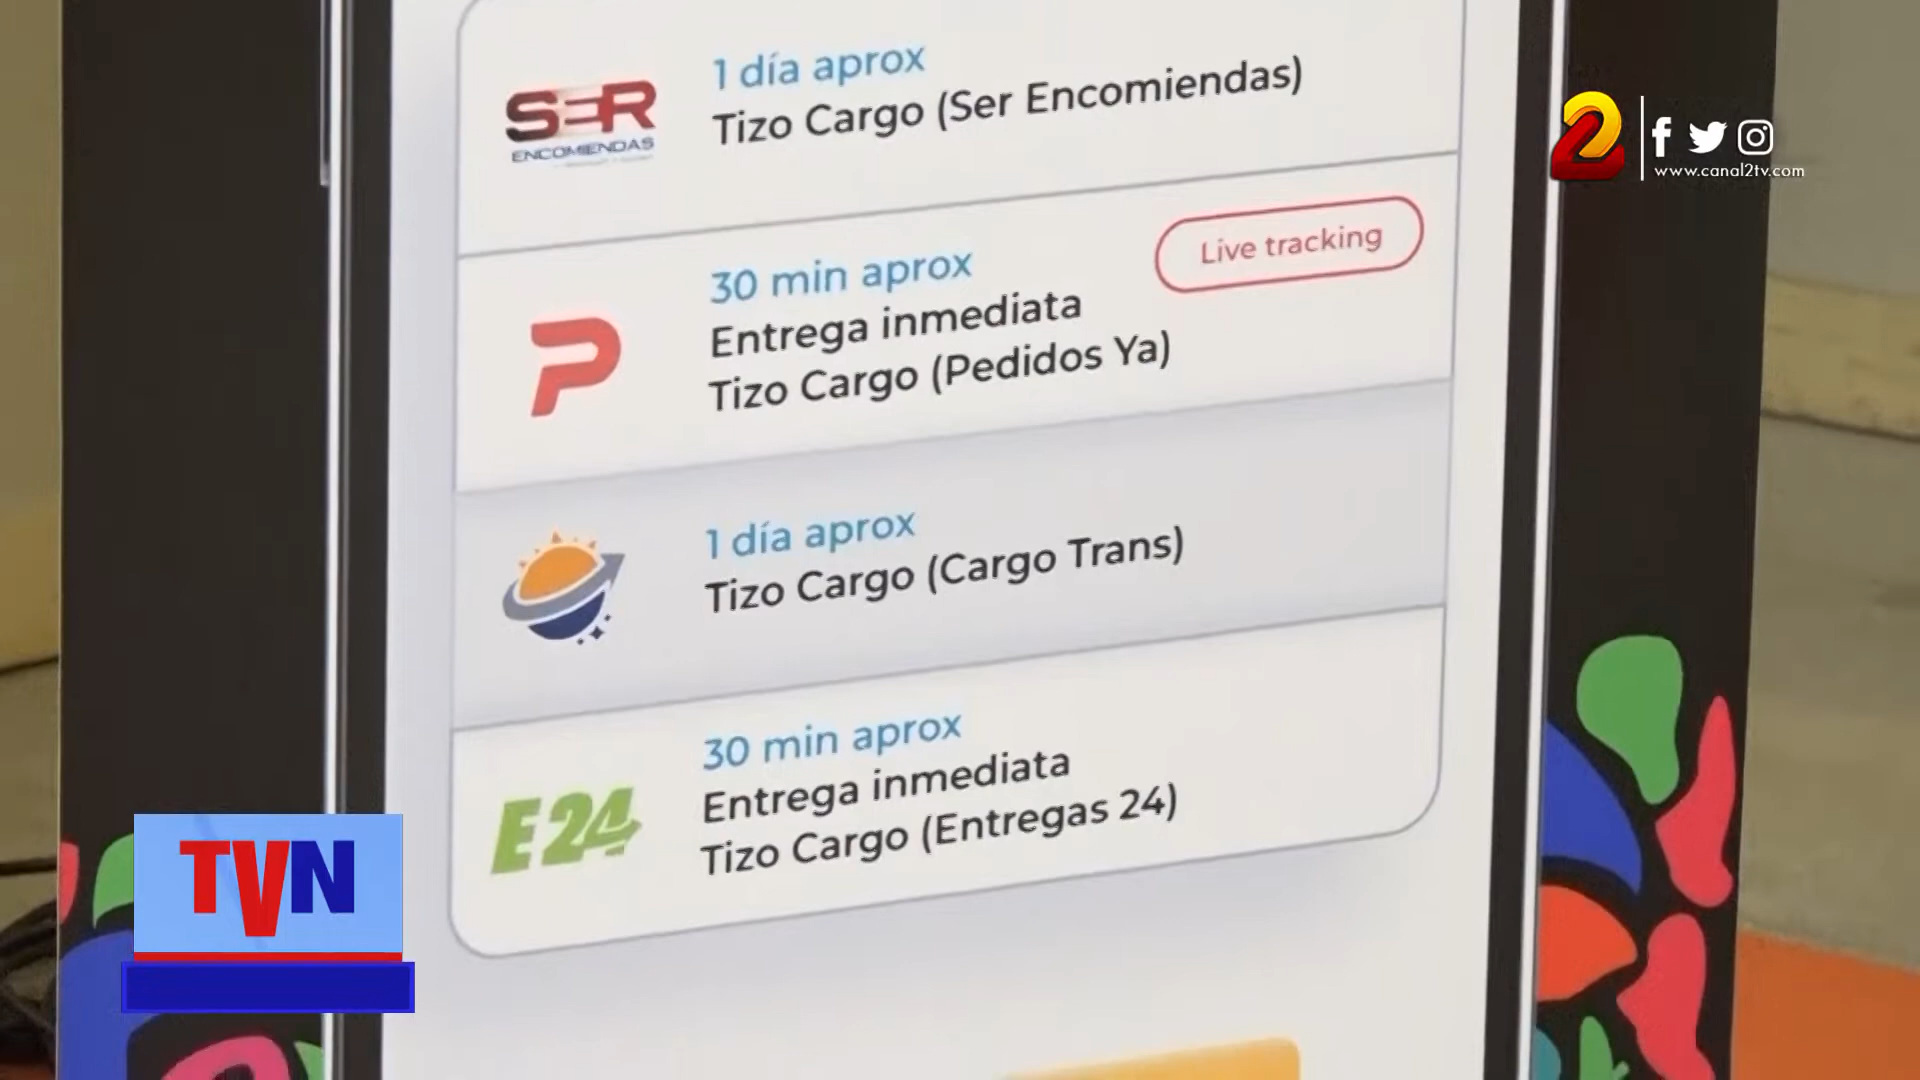 SER
ENCOMIENDAS
1 día aprox
Tizo Cargo (Ser Encomiendas)
30 min aprox
Entrega inmediata
Tizo Cargo (Pedidos Ya)
Live tracking
1 día aprox
Tizo Cargo (Cargo Trans)
E24
30 min aprox
Entrega inmediata
Tizo Cargo (Entregas 24)
2
www.canal2tv.com
TVN